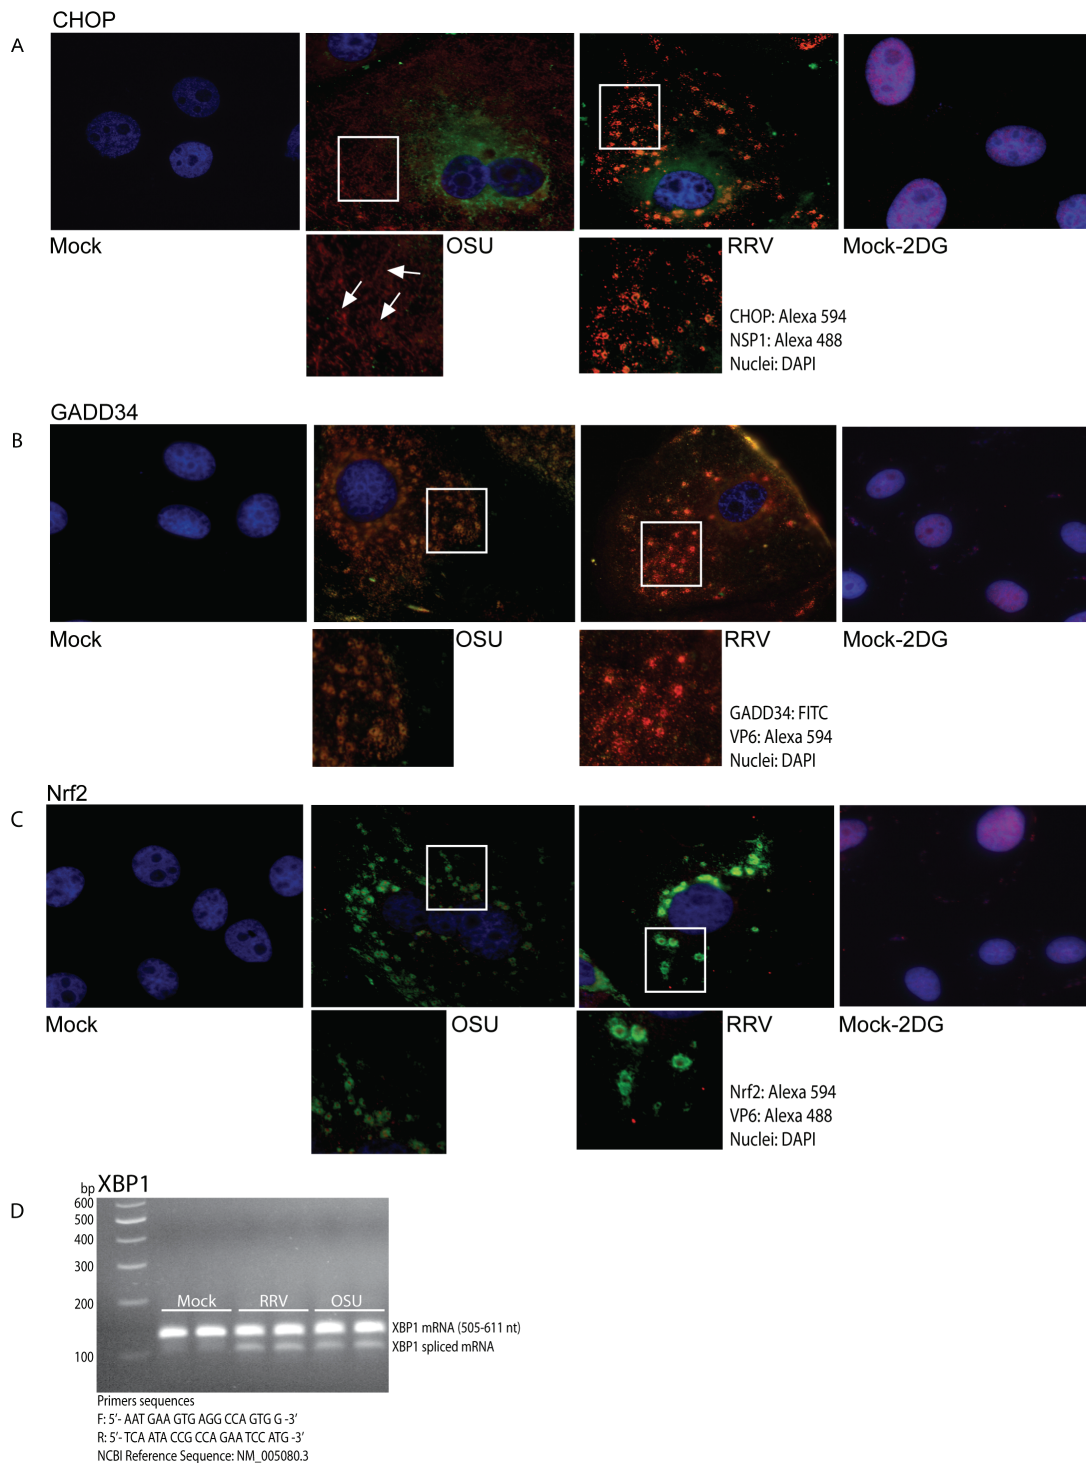 CHOP
A
Mock
OSU
RRV
Mock-2DG
CHOP: Alexa 594
NSP1: Alexa 488
Nuclei: DAPI
GADD34
B
Mock
OSU
RRV
Mock-2DG
GADD34: FITC
VP6: Alexa 594
Nuclei: DAPI
Nrf2
C
Mock
OSU
RRV
Mock-2DG
Nrf2: Alexa 594
VP6: Alexa 488
Nuclei: DAPI
D
bp XBP1
600
500
400
300
200
100
Mock RRV OSU
XBP1 mRNA (505-611 nt)
XBP1 spliced mRNA
Primers sequences
F: 5’- AAT GAA GTG AGG CCA GTG G -3’
R: 5’- TCA ATA CCG CCA GAA TCC ATG -3’
NCBI Reference Sequence: NM_005080.3